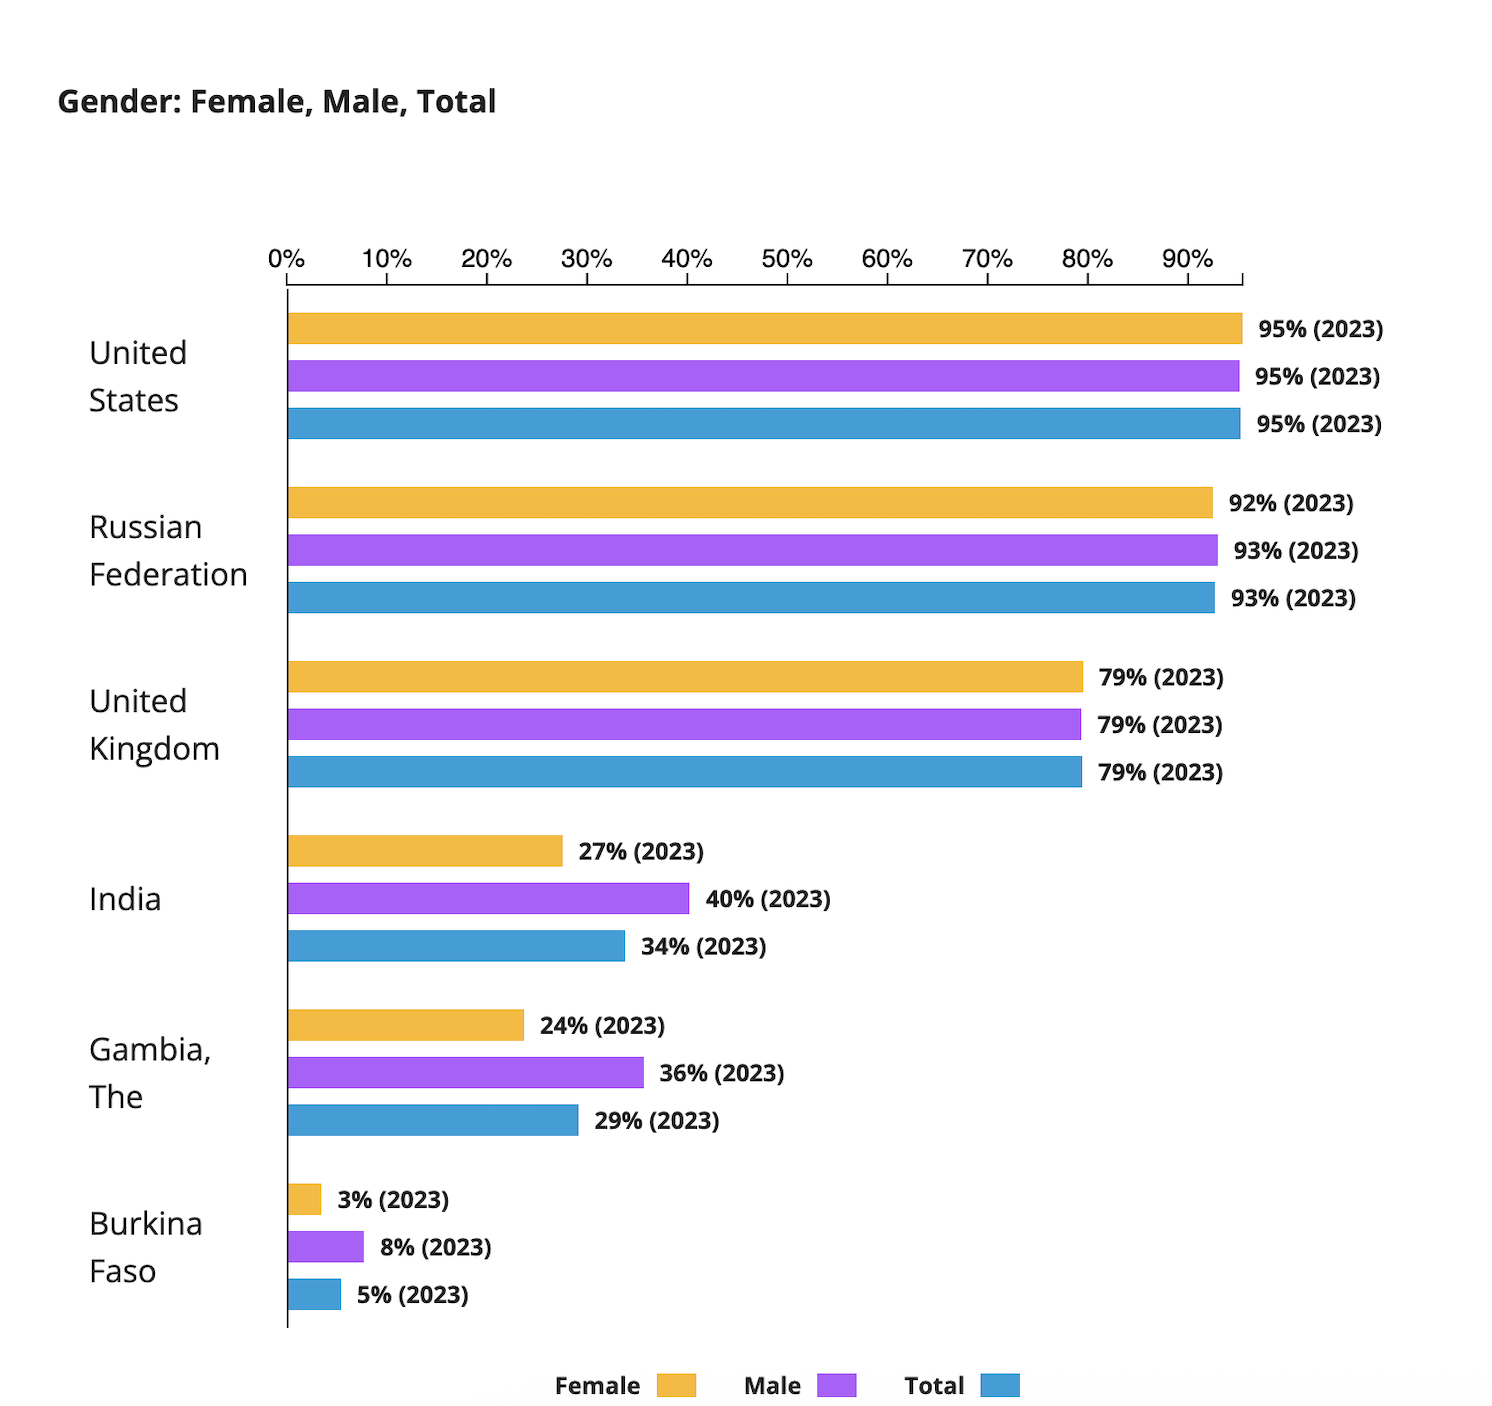 Gender: Female, Male, Total
0% 10% 20% 30% 40% 50% 60% 70% 80% 90%
United
States
95% (2023)
95% (2023)
95% (2023)
Russian
Federation
92% (2023)
93% (2023)
93% (2023)
United
Kingdom
79% (2023)
79% (2023)
79% (2023)
India
27% (2023)
40% (2023)
34% (2023)
Gambia,
The
24% (2023)
36% (2023)
29% (2023)
Burkina
Faso
3% (2023)
8% (2023)
5% (2023)
Female Male Total